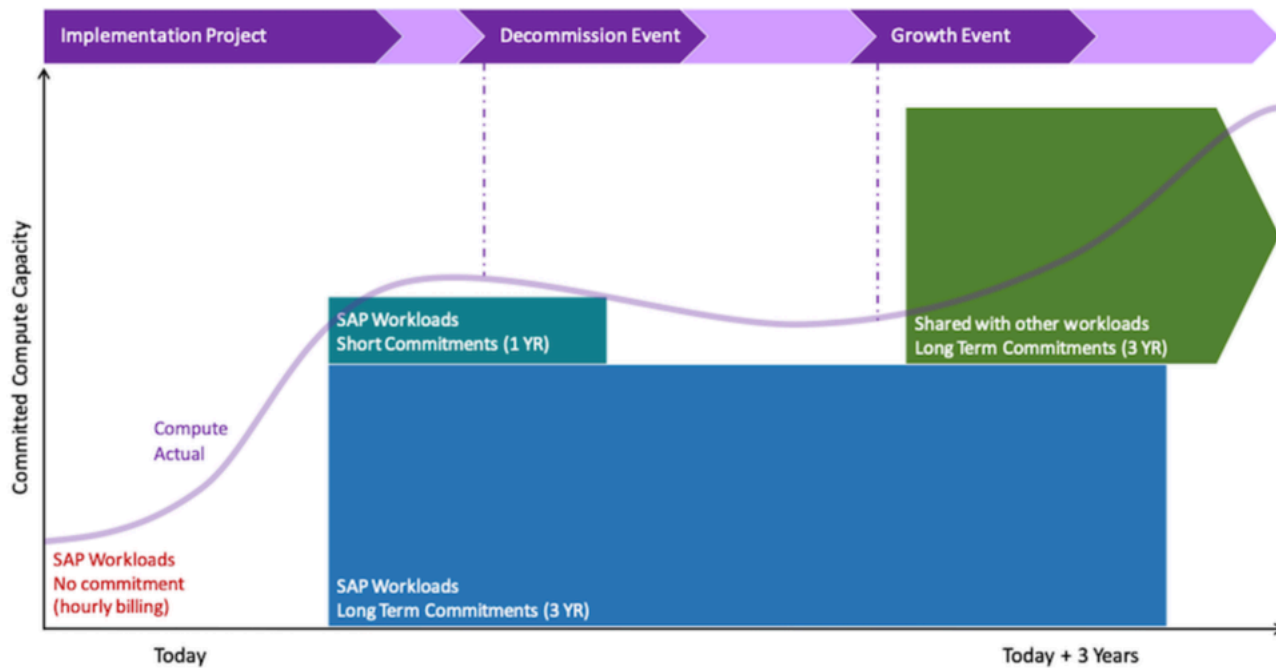 Implementation Project
Decommission Event
Growth Event
Committed Compute Capacity
SAP Workloads
Short Commitments (1 YR)
Shared with other workloads
Long Term Commitments (3 YR)
Compute
Actual
SAP Workloads
No commitment
(hourly billing)
SAP Workloads
Long Term Commitments (3 YR)
Today
Today + 3 Years